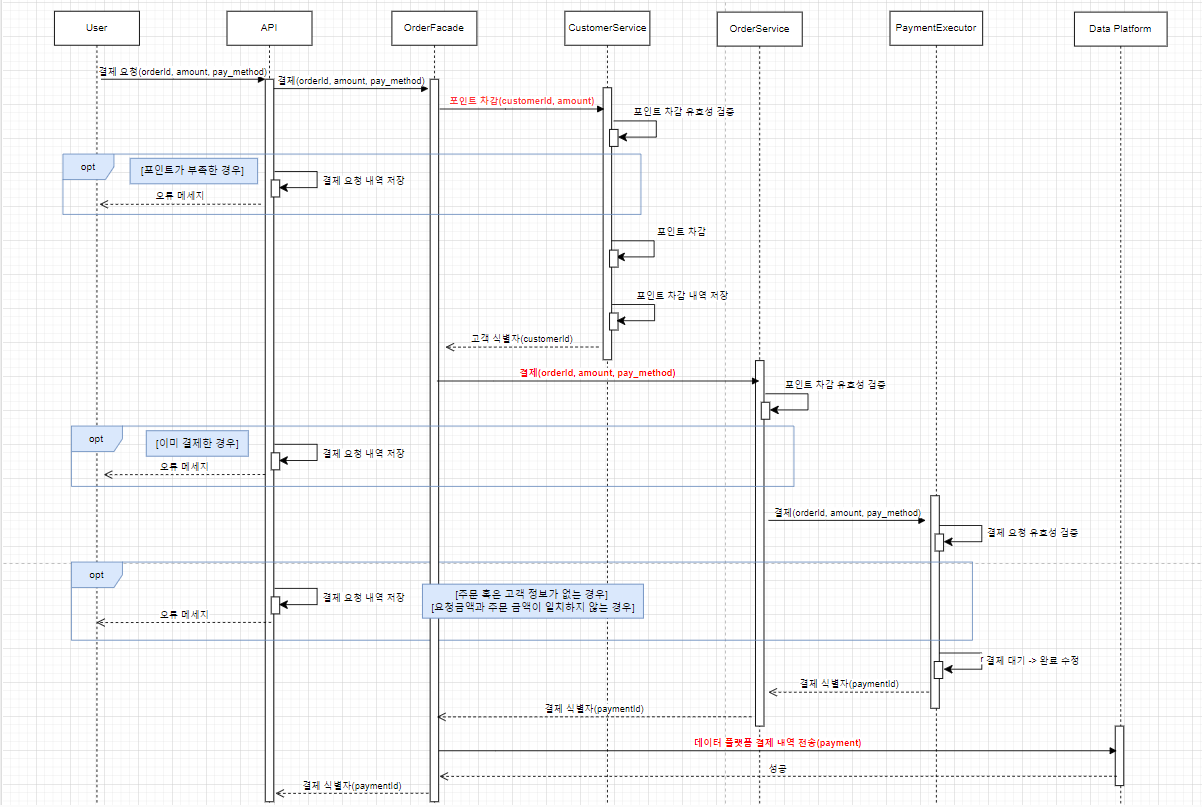 User
API
OrderFacade
CustomerService
OrderService
PaymentExecutor
Data Platform
결제 요청(orderId, amount, pay_method)
결제(orderId, amount, pay_method)
포인트 차감(customerId, amount)
포인트 차감 유효성 검증
opt
[포인트가 부족한 경우]
결제 요청 내역 저장
오류 메세지
포인트 차감
포인트 차감 내역 저장
고객 식별자(customerId)
결제(orderId, amount, pay_method)
포인트 차감 유효성 검증
opt
[이미 결제한 경우]
결제 요청 내역 저장
오류 메세지
결제(orderId, amount, pay_method)
결제 요청 유효성 검증
opt
결제 요청 내역 저장
[주문 혹은 고객 정보가 없는 경우]
[요청금액과 주문 금액이 일치하지 않는 경우]
오류 메세지
결제 대기 -> 완료 수정
결제 식별자(paymentId)
결제 식별자(paymentId)
데이터 플랫폼 결제 내역 전송(payment)
성공
결제 식별자(paymentId)